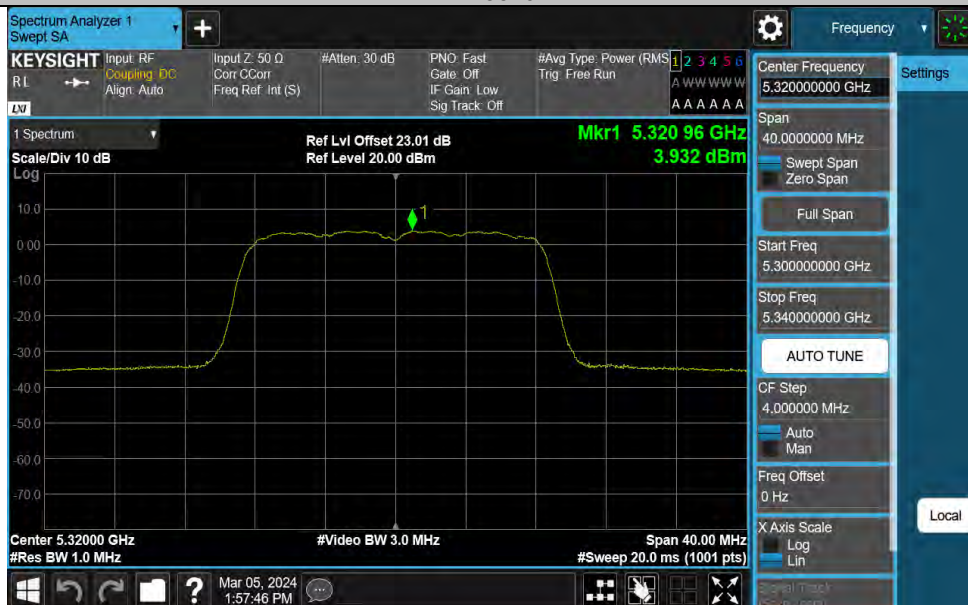 Spectrum Analyzer 1
Swept SA
+
Frequency
KEYSIGHT
RL
LXI
Input: RF
Coupling: DC
Align: Auto
Input Z: 50 Ω
Corr CCorr
Freq Ref: Int (S)
#Atten: 30 dB
PNO: Fast
Gate: Off
IF Gain: Low
Sig Track: Off
#Avg Type: Power (RMS
Trig: Free Run
1 2 3 4 5 6
A W W W W W
A A A A A A
Center Frequency
5.320000000 GHz
Settings
Span
40.0000000 MHz
Swept Span
Zero Span
Full Span
Start Freq
5.300000000 GHz
Stop Freq
5.340000000 GHz
AUTO TUNE
CF Step
4.000000 MHz
Auto
Man
Freq Offset
0 Hz
X Axis Scale
Log
Lin
Signal Track
Local
1 Spectrum
Scale/Div 10 dB
Log
Ref Lvl Offset 23.01 dB
Ref Level 20.00 dBm
Mkr1 5.320 96 GHz
3.932 dBm
1
10.0
0.00
-10.0
-20.0
-30.0
-40.0
-50.0
-60.0
-70.0
Center 5.32000 GHz
#Res BW 1.0 MHz
#Video BW 3.0 MHz
Span 40.00 MHz
#Sweep 20.0 ms (1001 pts)
?
Mar 05, 2024
1:57:46 PM